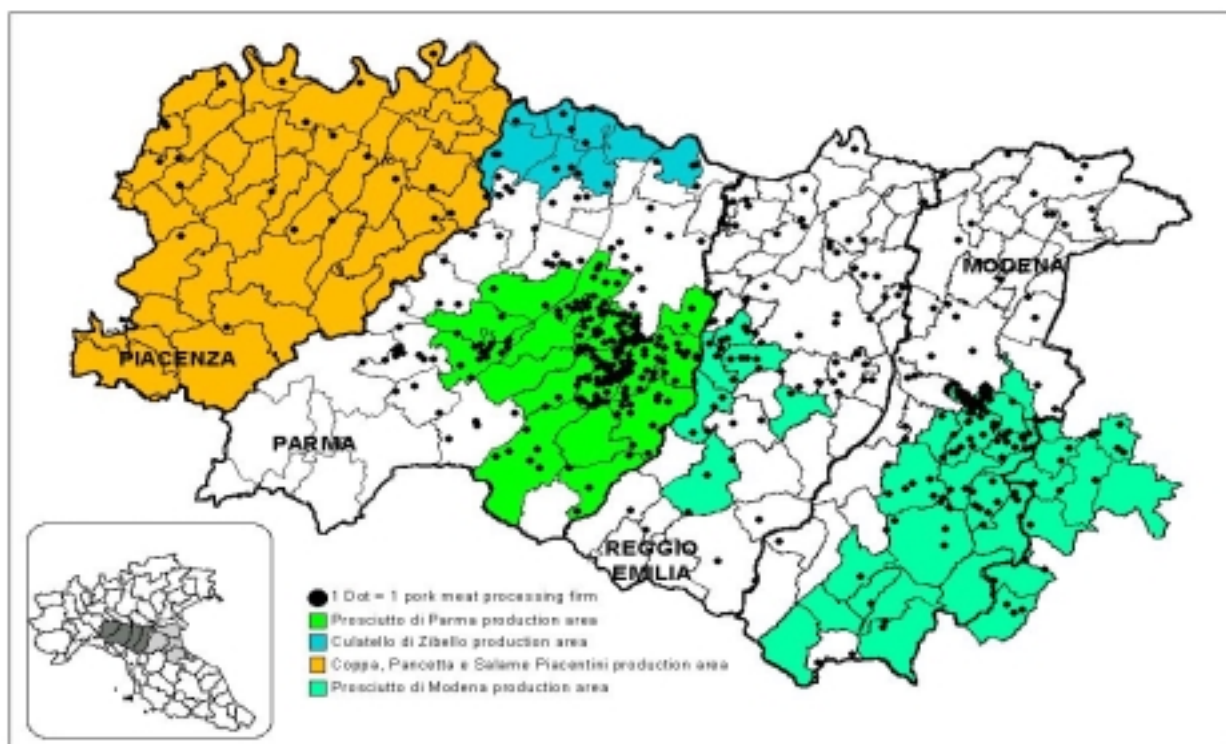 MODENA
PIACENZA
PARMA
REGGIO
EMILIA
1 Dot = 1 pork meat processing firm
Prosciutto di Parma production area
Culatello di Zibello production area
Coppa, Pancetta e Salame Piacentini production area
Prosciutto di Modena production area